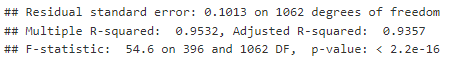 ## Residual standard error: 0.1013 on 1062 degrees of freedom
## Multiple R-squared:  0.9532, Adjusted R-squared:  0.9357
## F-statistic:  54.6 on 396 and 1062 DF,  p-value: < 2.2e-16